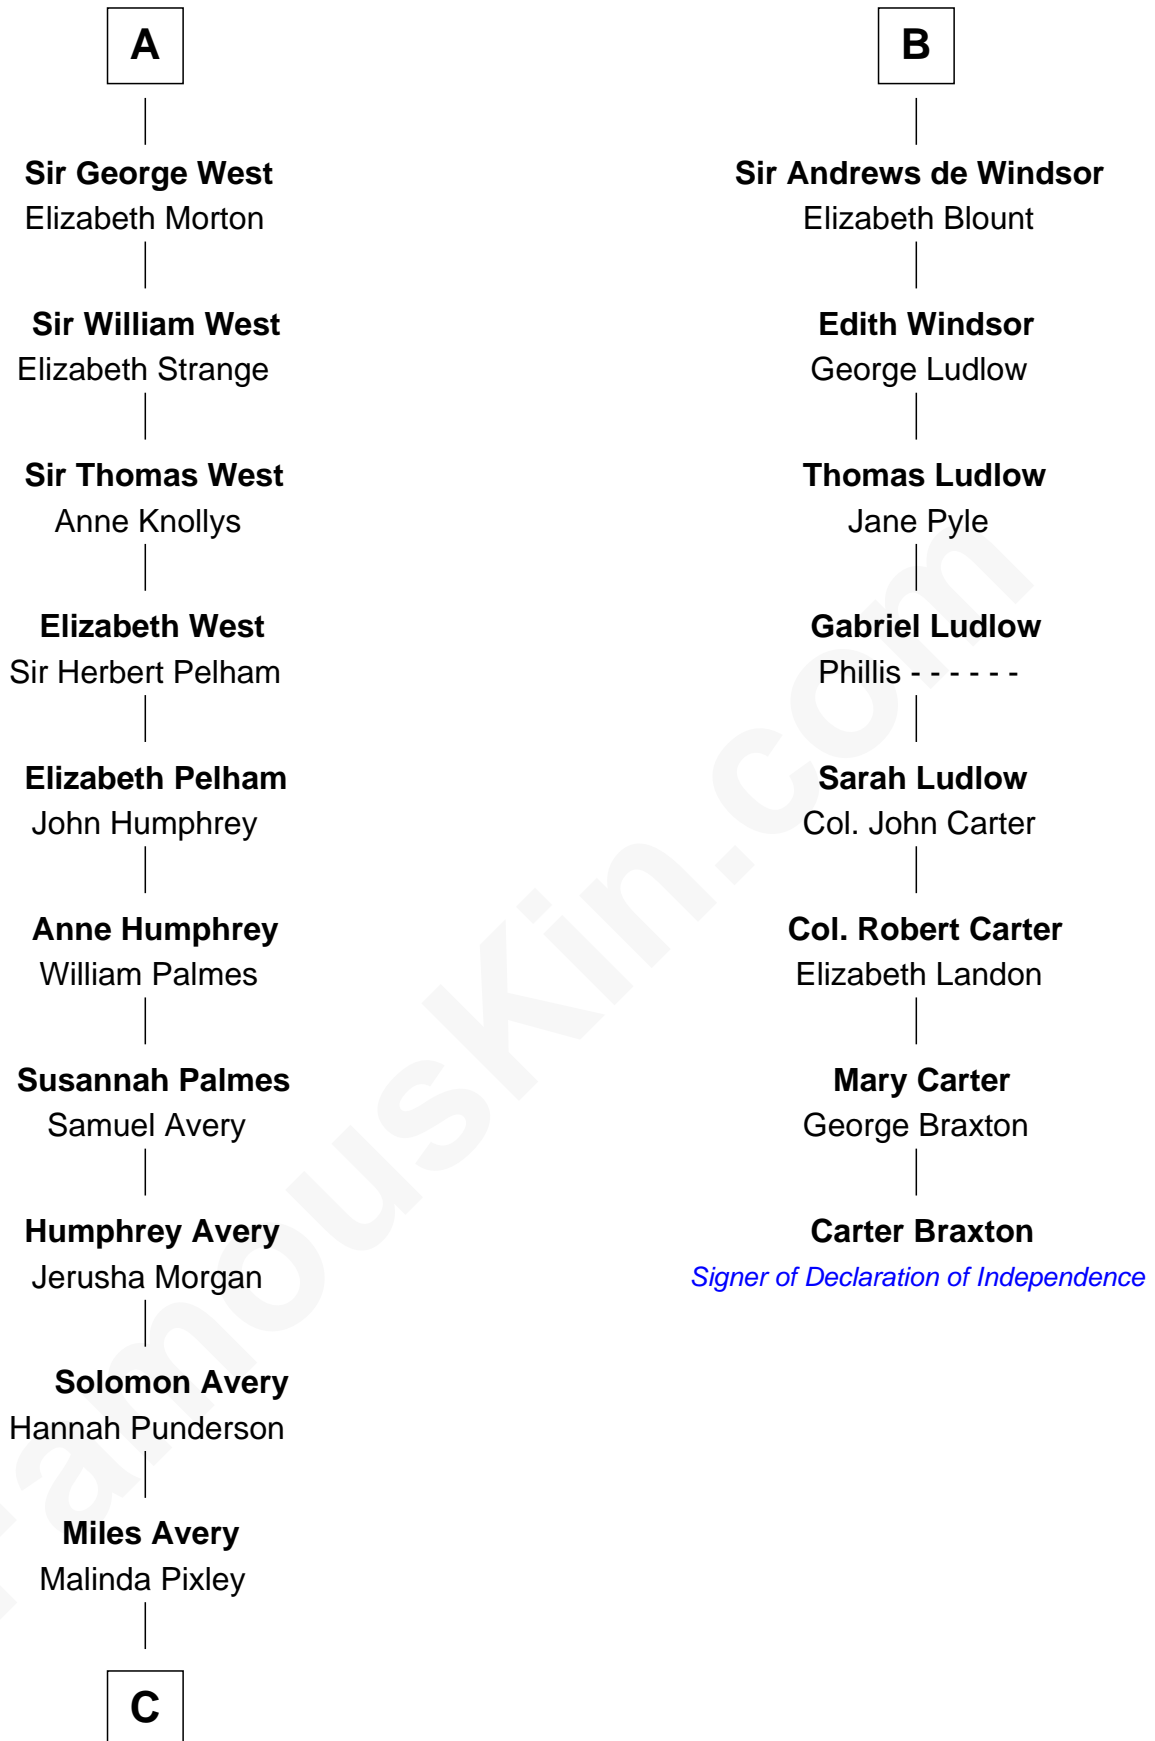 A
Sir George West
Elizabeth Morton
Sir William West
Elizabeth Strange
Sir Thomas West
Anne Knollys
Elizabeth West
Sir Herbert Pelham
Elizabeth Pelham
John Humphrey
Anne Humphrey
William Palmes
Susannah Palmes
Samuel Avery
Humphrey Avery
Jerusha Morgan
Solomon Avery
Hannah Punderson
Miles Avery
Malinda Pixley
C
B
Sir Andrews de Windsor
Elizabeth Blount
Edith Windsor
George Ludlow
Thomas Ludlow
Jane Pyle
Gabriel Ludlow
Phillis - - - - - -
Sarah Ludlow
Col. John Carter
Col. Robert Carter
Elizabeth Landon
Mary Carter
George Braxton
Carter Braxton
Signer of Declaration of Independence
FamousKin.com